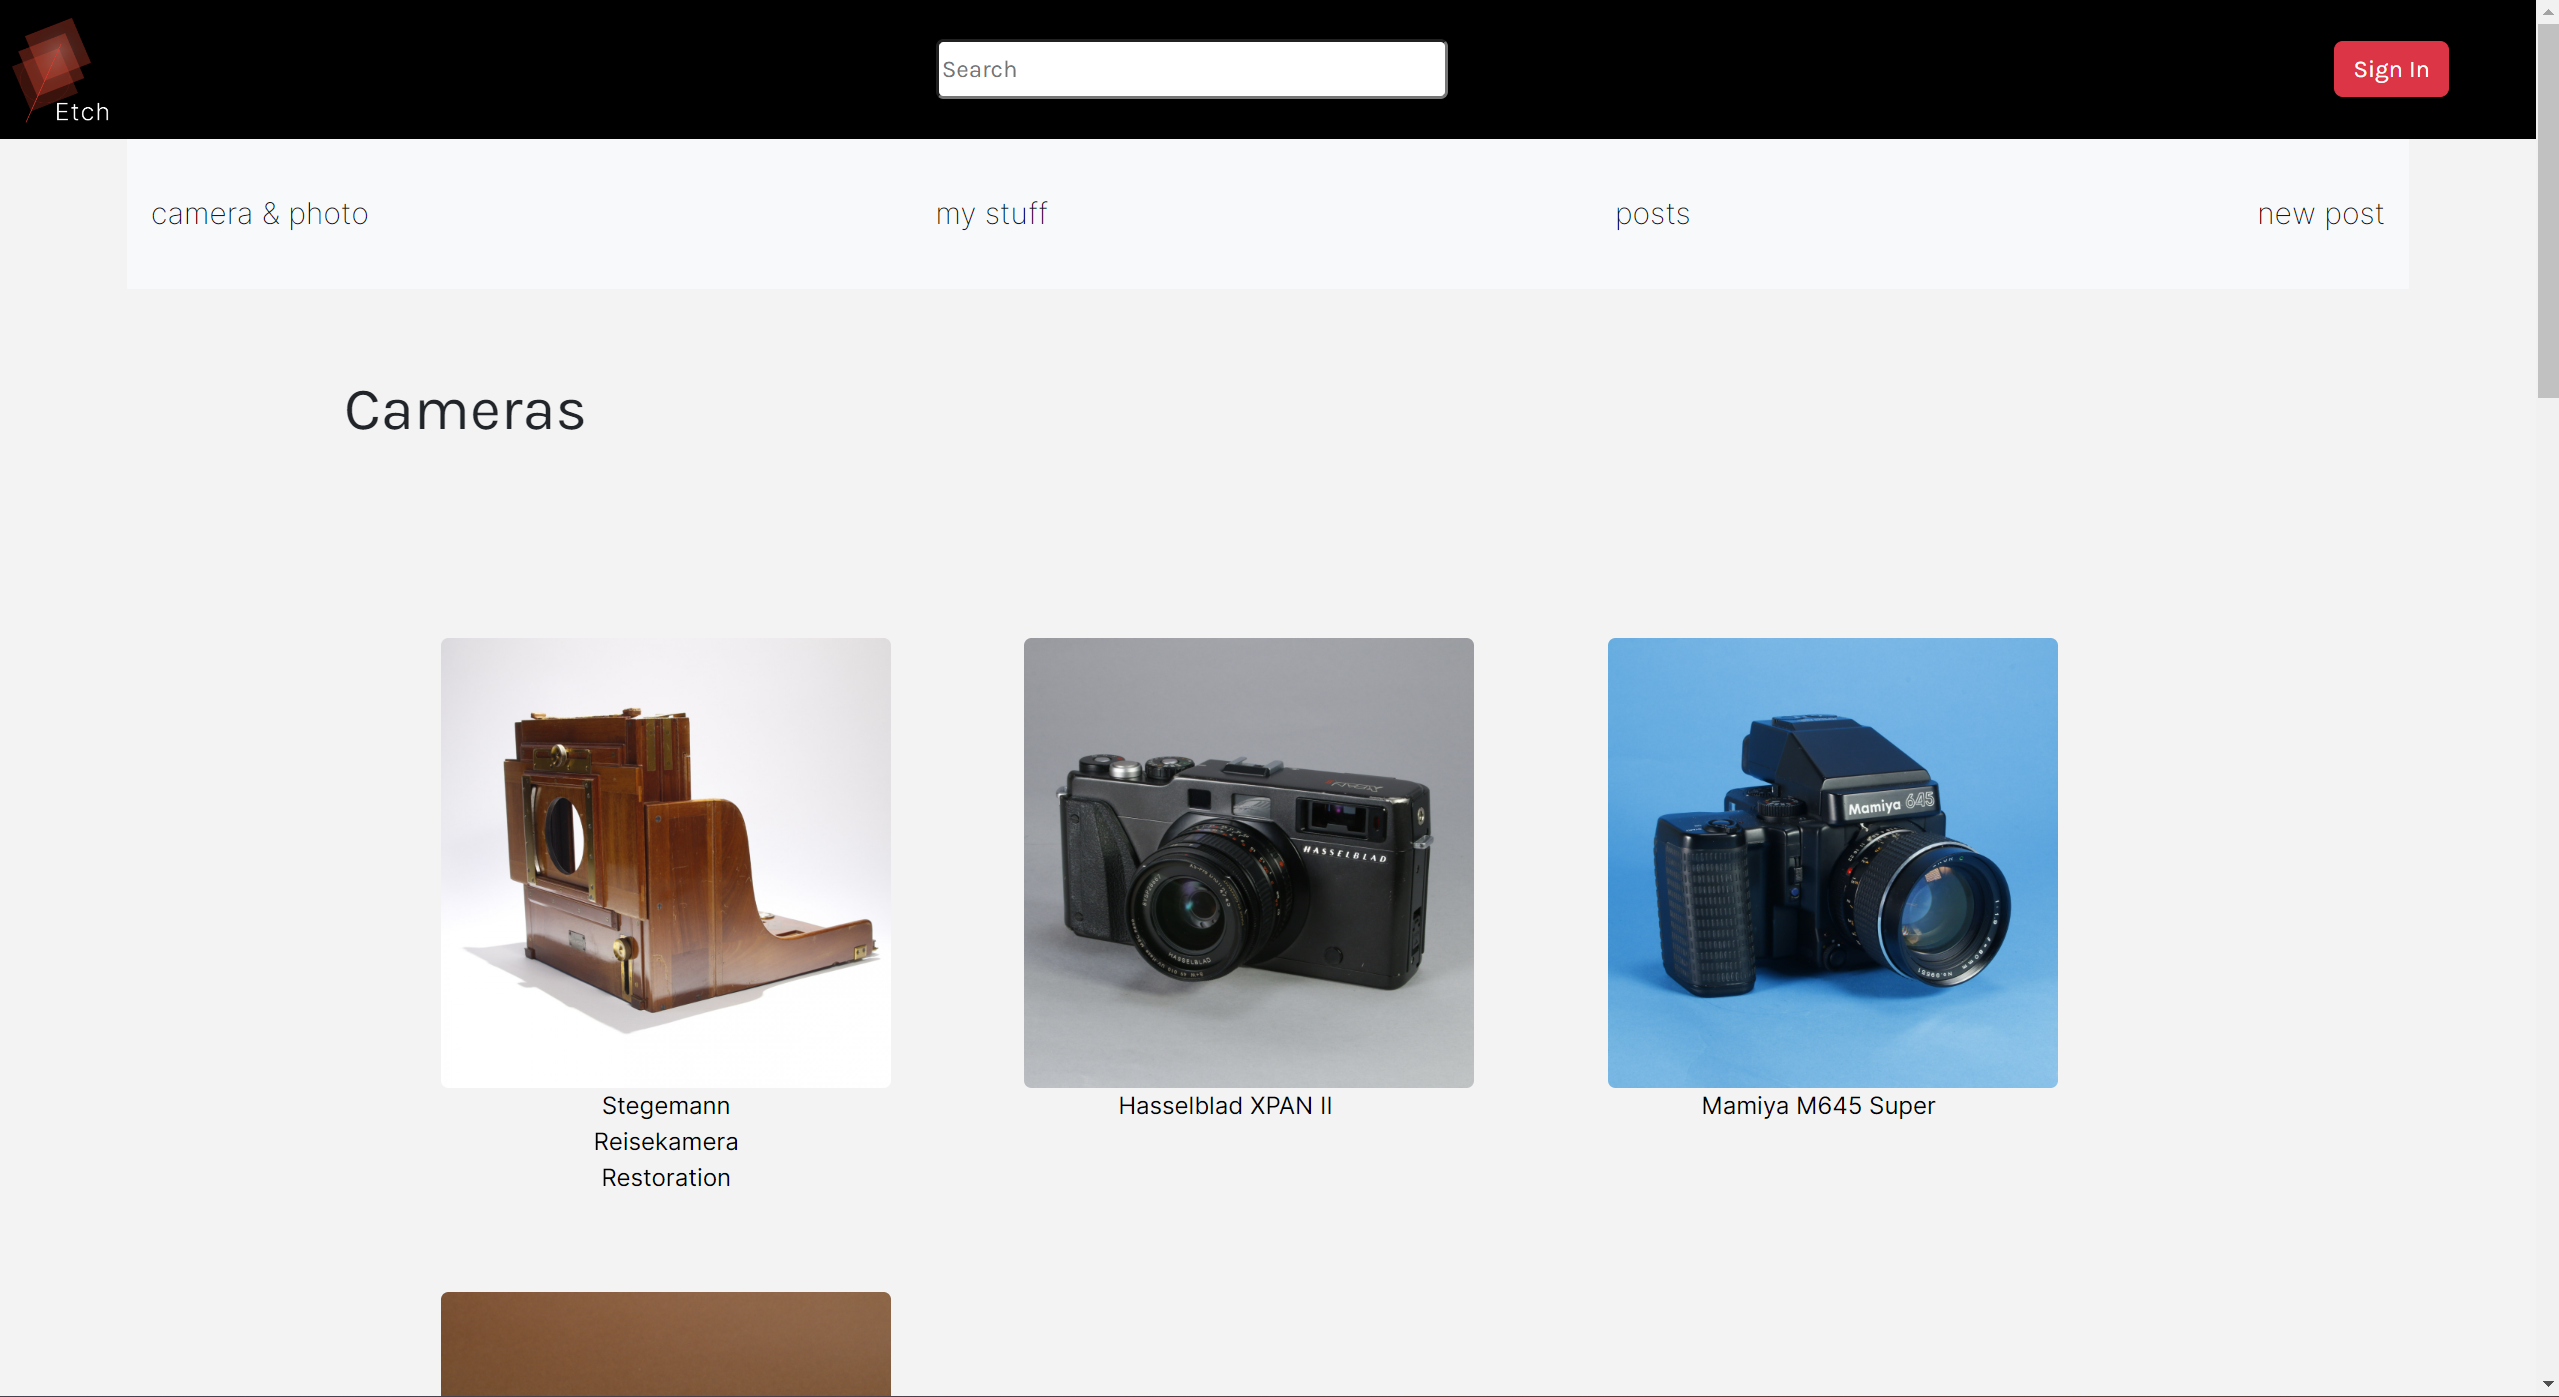 Etch
Search
Sign In
camera & photo
my stuff
posts
new post
Cameras
HASSELBLAD
HASSELBLAD
Mamiya 645
Stegemann
Reisekamera
Restoration
Hasselblad XPAN II
Mamiya M645 Super